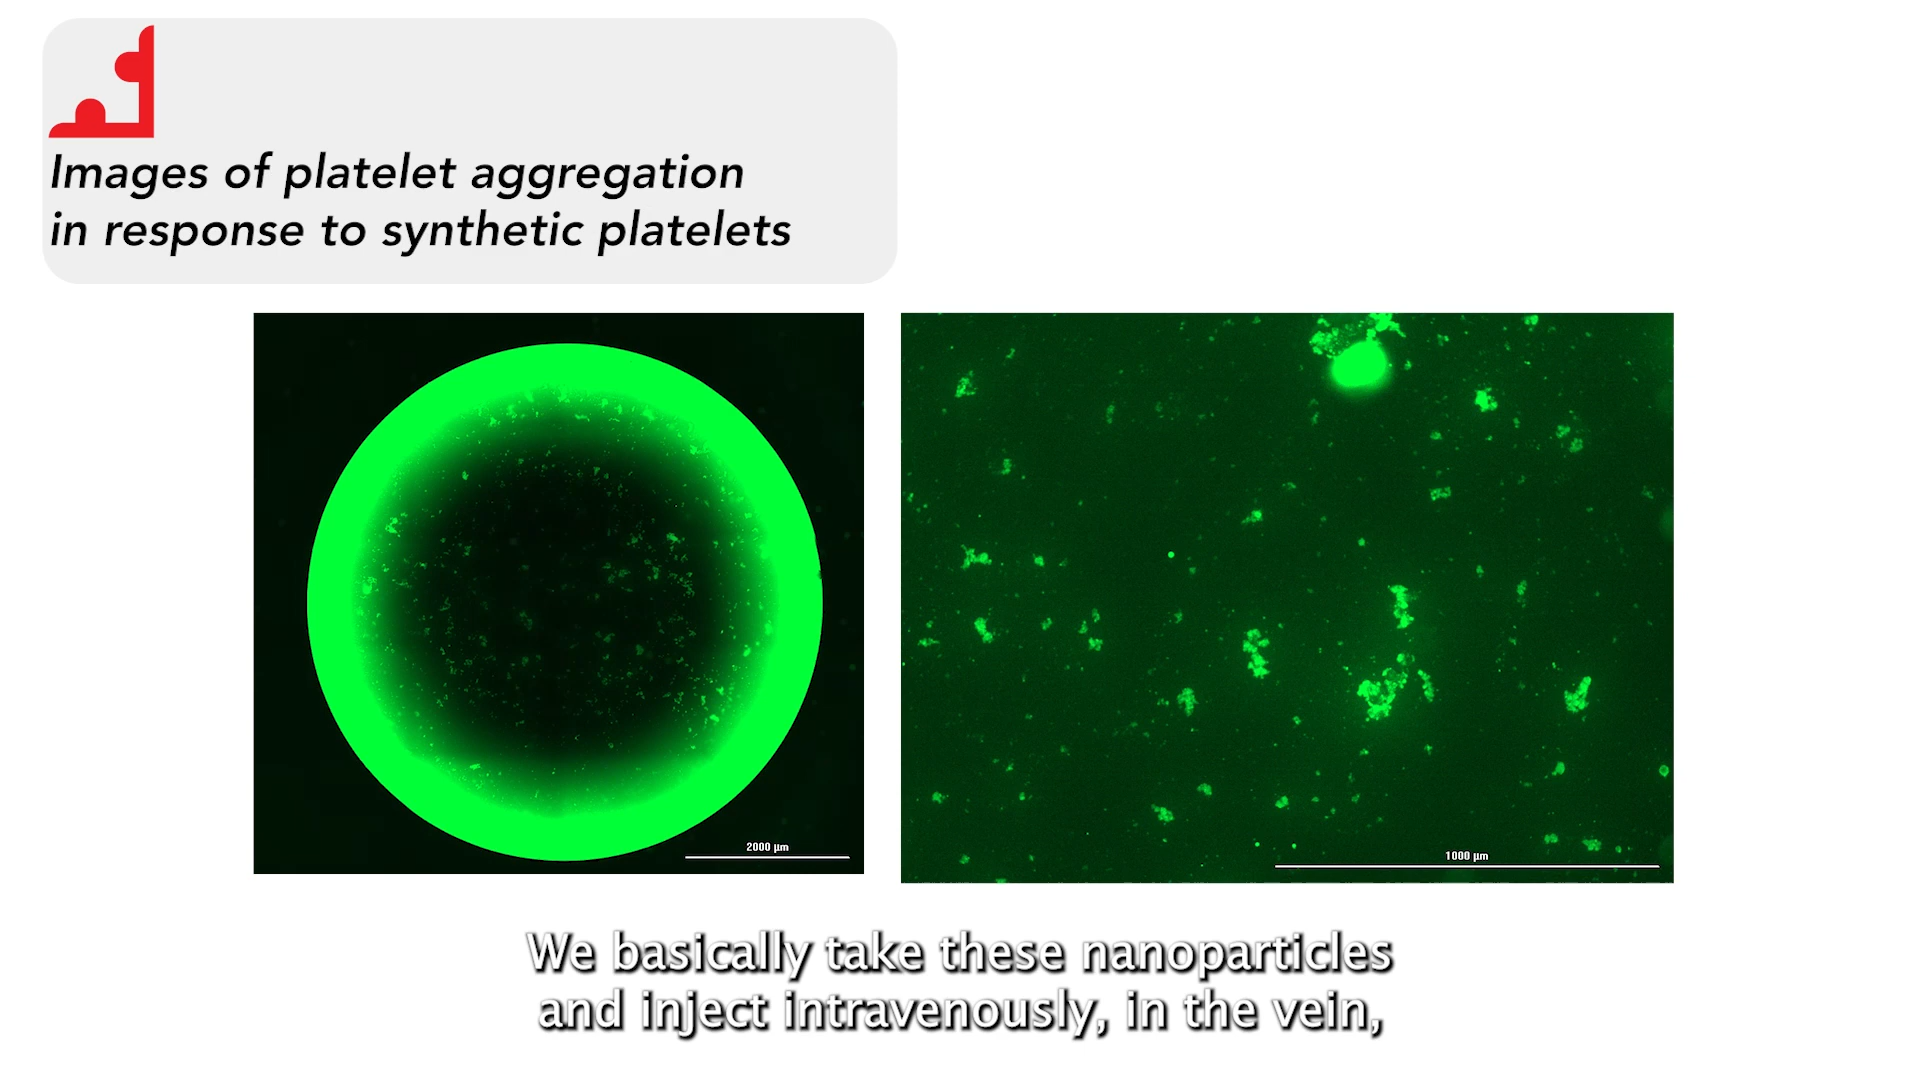 Images of platelet aggregation
in response to synthetic platelets
2000 µm
1000 µm
We basically take these nanoparticles
and inject intravenously, in the vein,